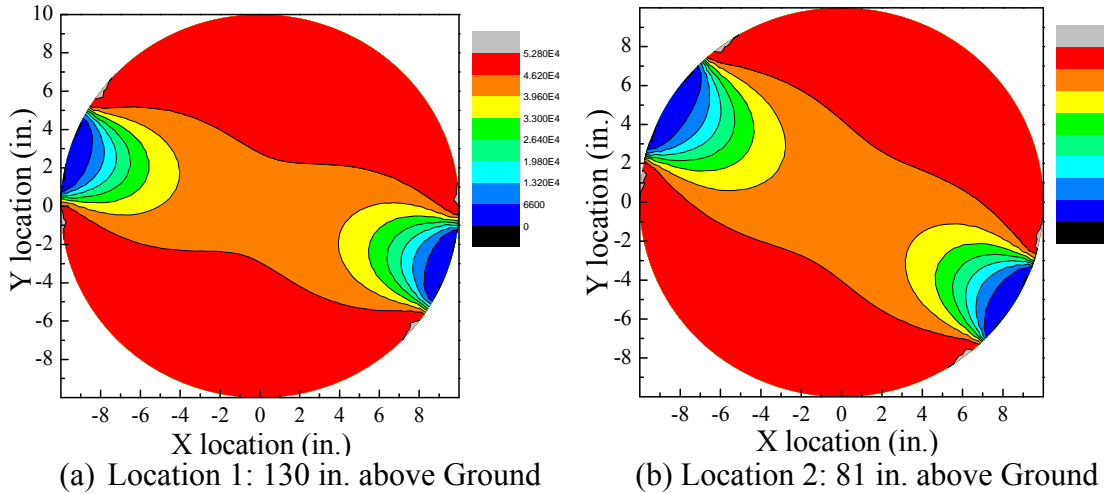 10
8
6
4
2
0
-2
-4
-6
-8
Y location (in.)
-8 -6 -4 -2 0 2 4 6 8
X location (in.)
5.280E4
4.620E4
3.960E4
3.300E4
2.640E4
1.980E4
1.320E4
6600
0
(a) Location 1: 130 in. above Ground
8
6
4
2
0
-2
-4
-6
-8
Y location (in.)
-8 -6 -4 -2 0 2 4 6 8
X location (in.)
(b) Location 2: 81 in. above Ground